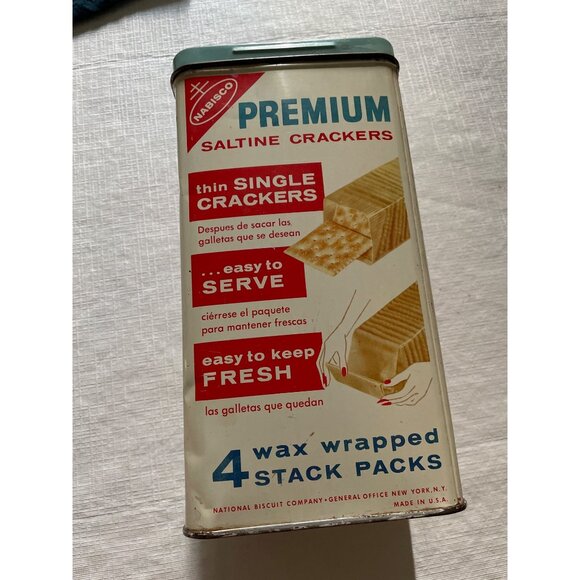 NABISCO
PREMIUM
SALTINE CRACKERS
thin SINGLE
CRACKERS
Despues de sacar las
galletas que se desean
...easy to
SERVE
ciérrese el paquete
para mantener frescas
easy to keep
FRESH
las galletas que quedan
4 wax wrapped
STACK PACKS
NATIONAL BISCUIT COMPANY • GENERAL OFFICE NEW YORK, N.Y.
MADE IN U.S.A.